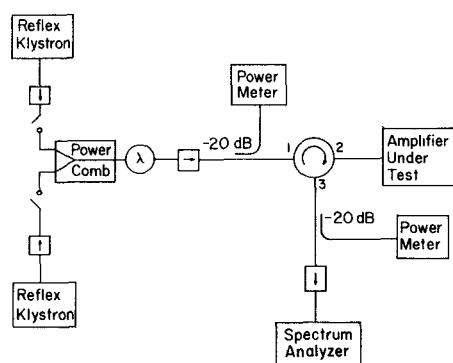 Reflex
Klystron
Power
Comb
λ
-20 dB
Power
Meter
1
2
3
Amplifier
Under
Test
-20 dB
Power
Meter
Reflex
Klystron
Spectrum
Analyzer